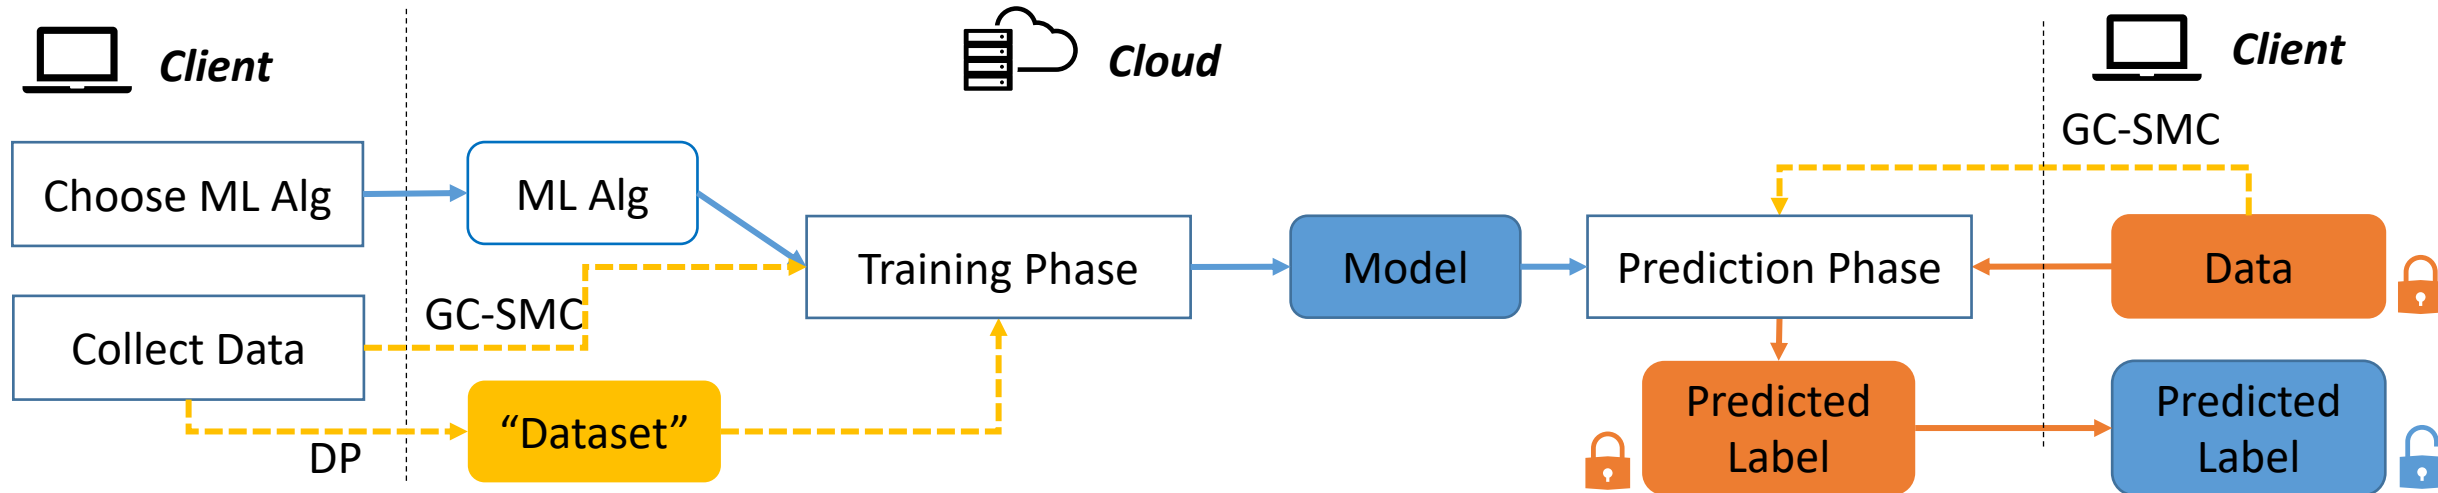 Client
Cloud
Client
GC-SMC
Choose ML Alg
ML Alg
Training Phase
Model
Prediction Phase
Data
GC-SMC
Collect Data
Predicted
Label
Predicted
Label
“Dataset”
DP